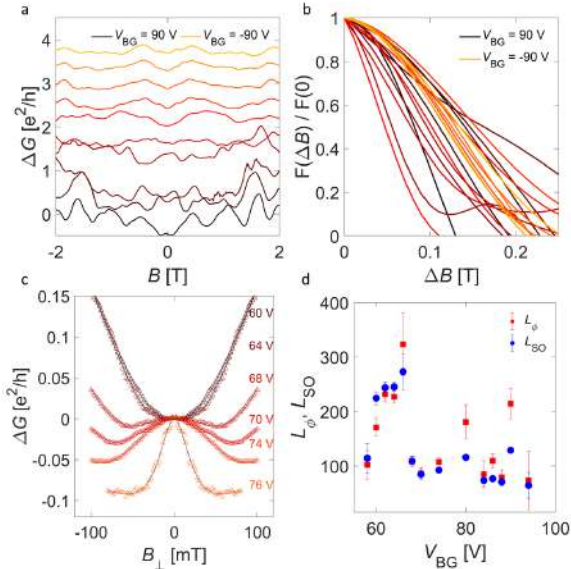 a
V_BG = 90 V
V_BG = -90 V
ΔG [e²/h]
4
3
2
1
0
-2
-1
0
1
2
B [T]
b
V_BG = 90 V
V_BG = -90 V
F(ΔB) / F(0)
1
0.8
0.6
0.4
0.2
0
0
0.1
0.2
ΔB [T]
c
ΔG [e²/h]
0.15
0.1
0.05
0
-0.05
-0.1
60 V
64 V
68 V
70 V
74 V
76 V
-100
0
100
B⊥ [mT]
d
L_ϕ
L_SO
L_ϕ, L_SO
400
300
200
100
60
80
100
V_BG [V]